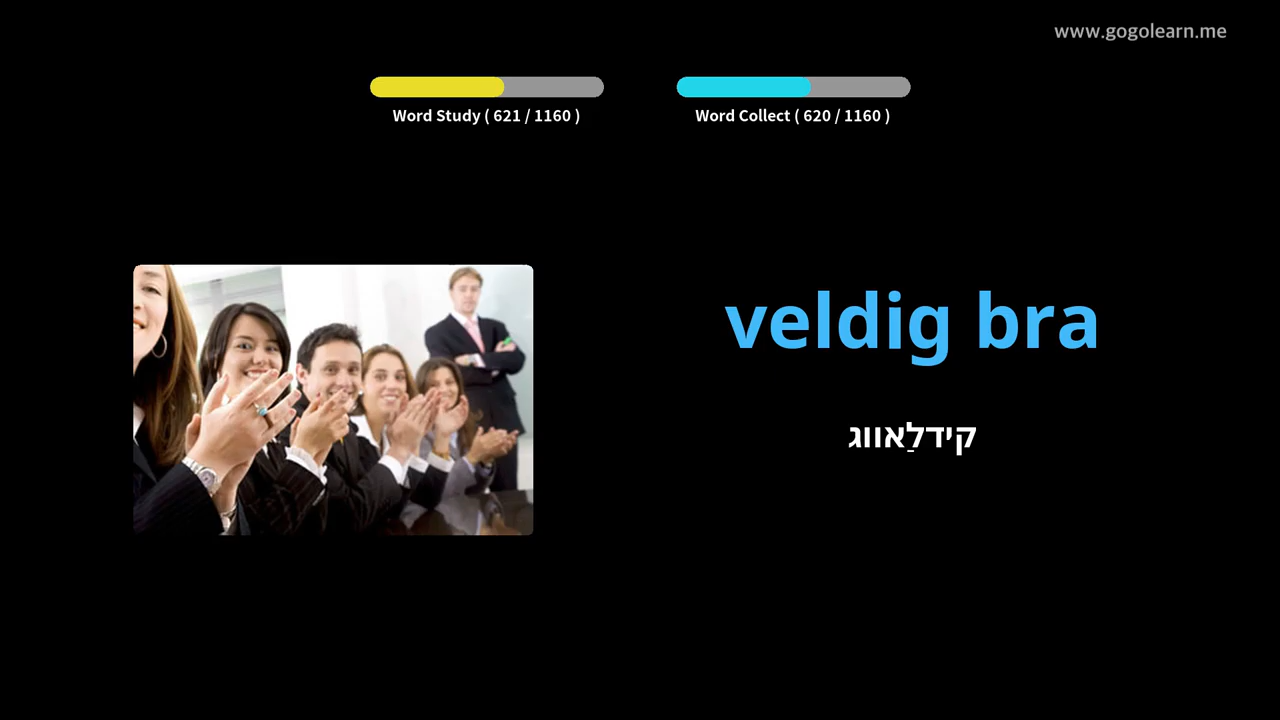 www.gogolearn.me
Word Study ( 621 / 1160 )
Word Collect ( 620 / 1160 )
veldig bra
קידלַאווג